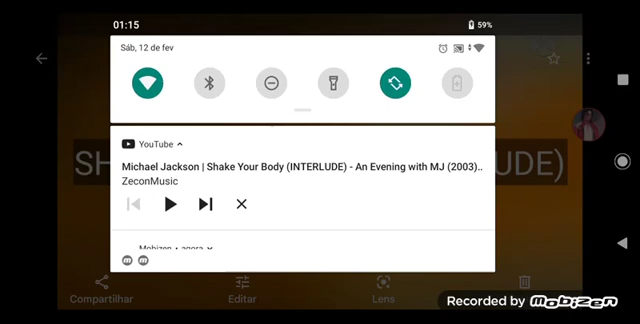 01:15
59%
Sáb, 12 de fev
YouTube
SH
Michael Jackson | Shake Your Body (INTERLUDE) - An Evening with MJ (2003)..
UDE)
ZeconMusic
Mobizen • agora
Compartilhar
Editar
Lens
Recorded by Mobizen